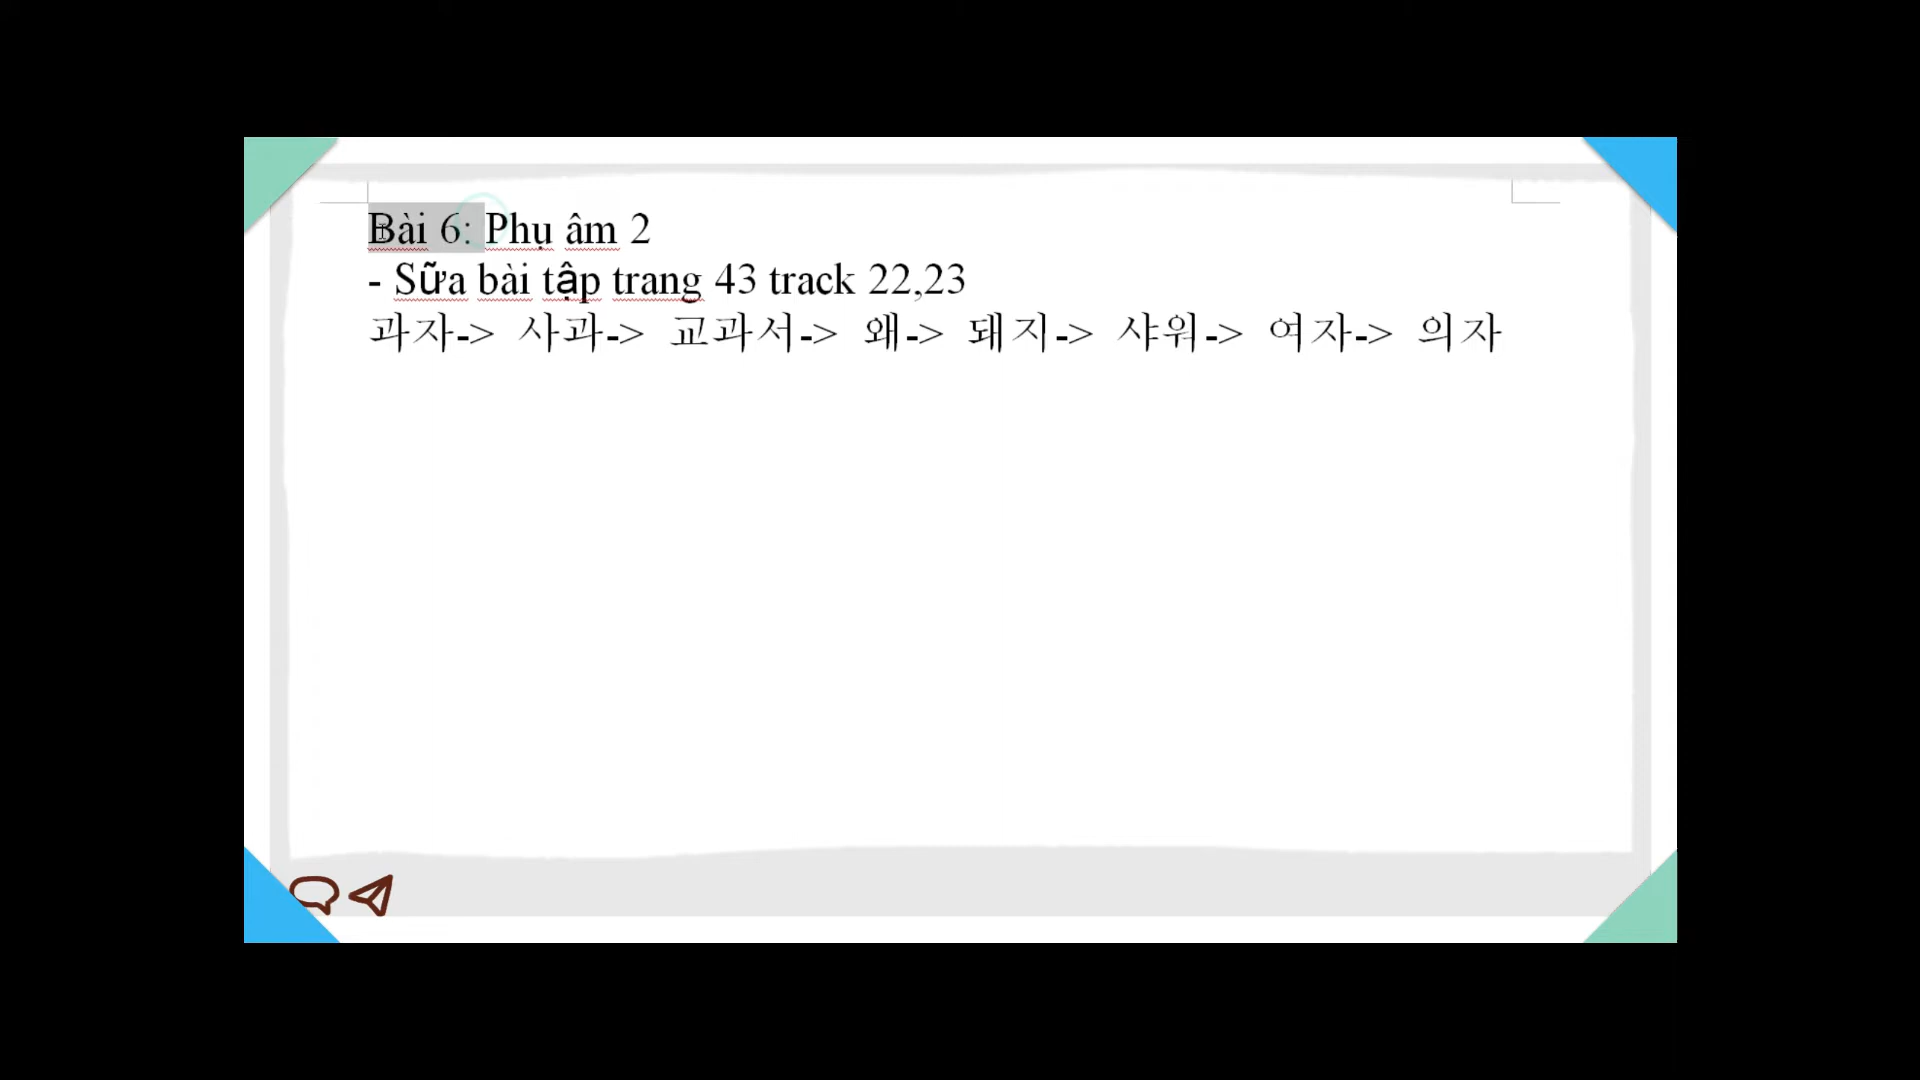 Bài 6: Phụ âm 2
- Sữa bài tập trang 43 track 22,23
과자-> 사과-> 교과서-> 왜-> 돼지-> 샤워-> 여자-> 의자